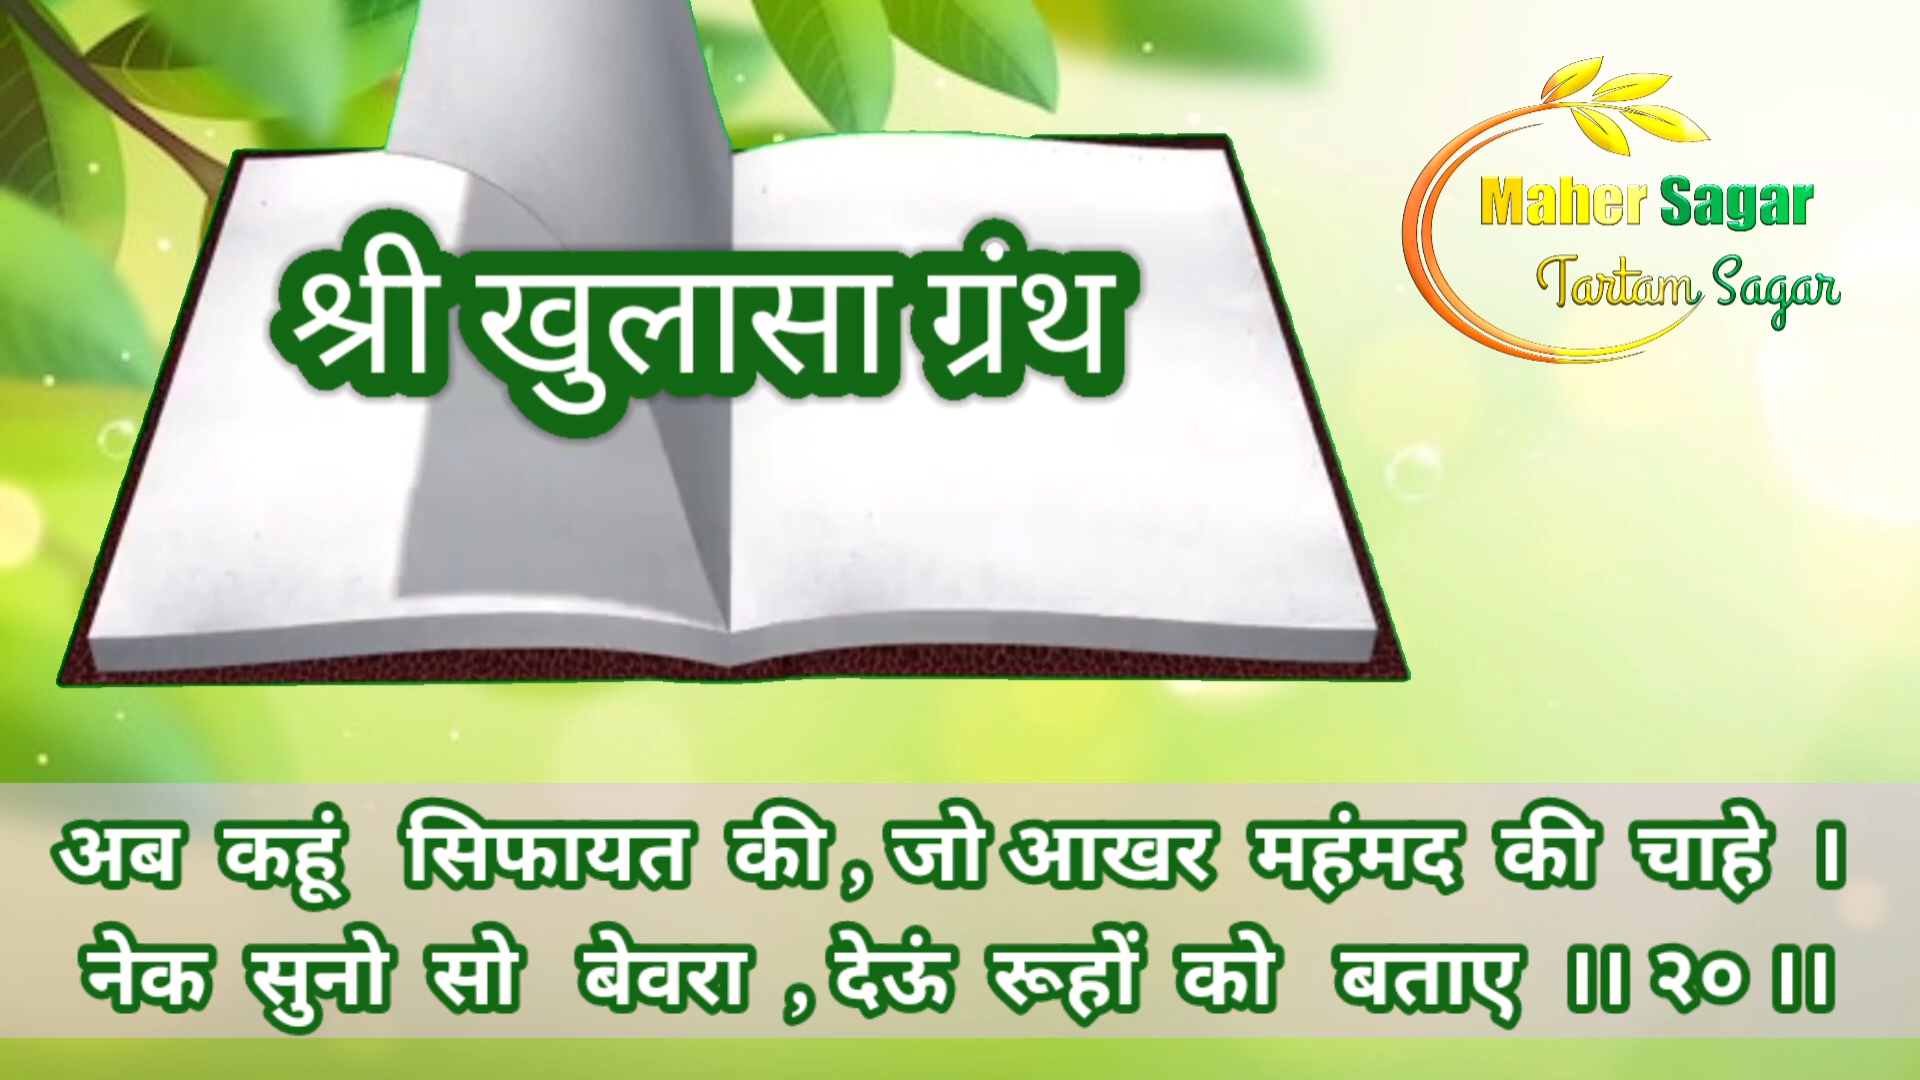 श्री खुलासा ग्रंथ
Maher Sagar
Tartam Sagar
अब कहूं सिफायत की, जो आखर महंमद की चाहे ।
नेक सुनो सो बेवरा , देऊं रूहों को बताए ।। २० ।।